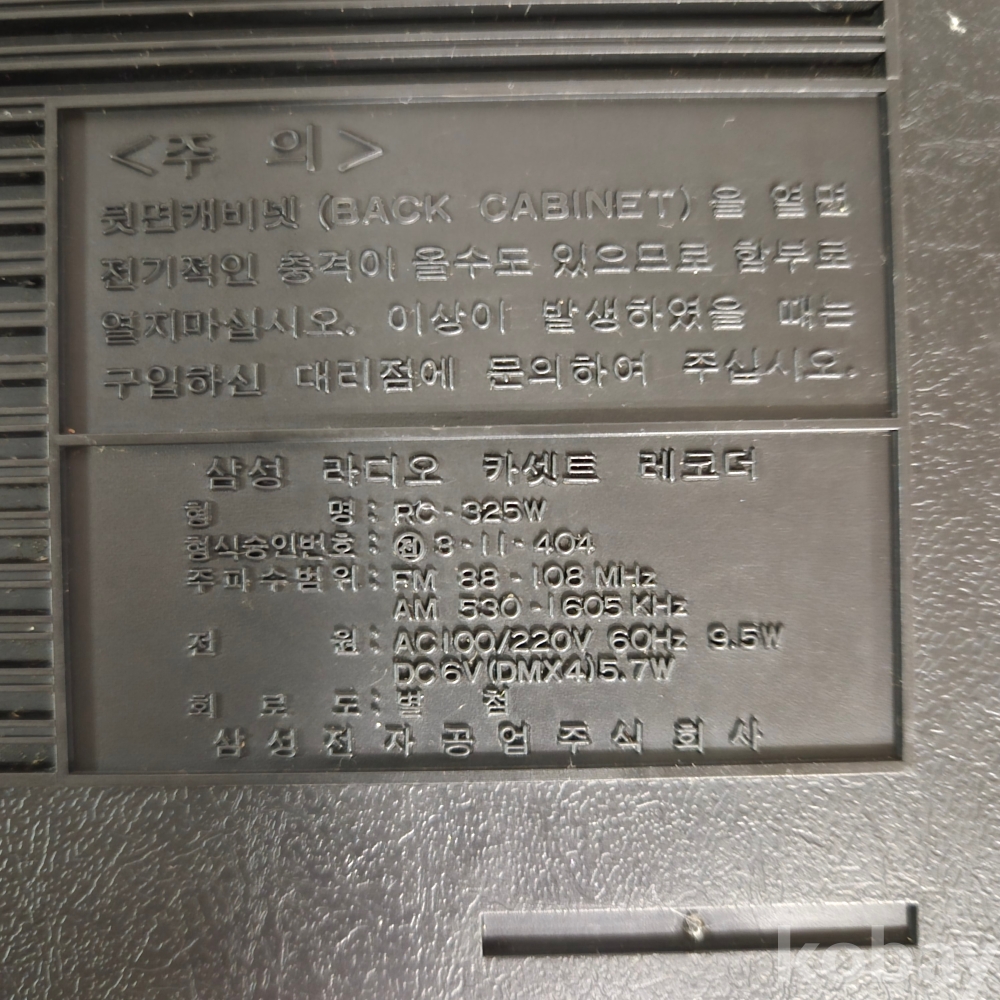 <주 의>
뒷면캐비넷 (BACK CABINET) 을 열면
전기적인 충격이 올수도 있으므로 함부로
열지마십시오. 이상이 발생하였을 때는
구입하신 대리점에 문의하여 주십시오.
삼성 라디오 카셋트 레코더
형 명 : RC-325W
형식승인번호 : ㊝ 3-11-404
주파수범위 : FM 88-108 MHz
AM 530-1605 KHz
전 원 : AC100/220V 60Hz 9.5W
DC6V(DMX4)5.7W
회 로 도 : 별 첨
삼성전자공업주식회사